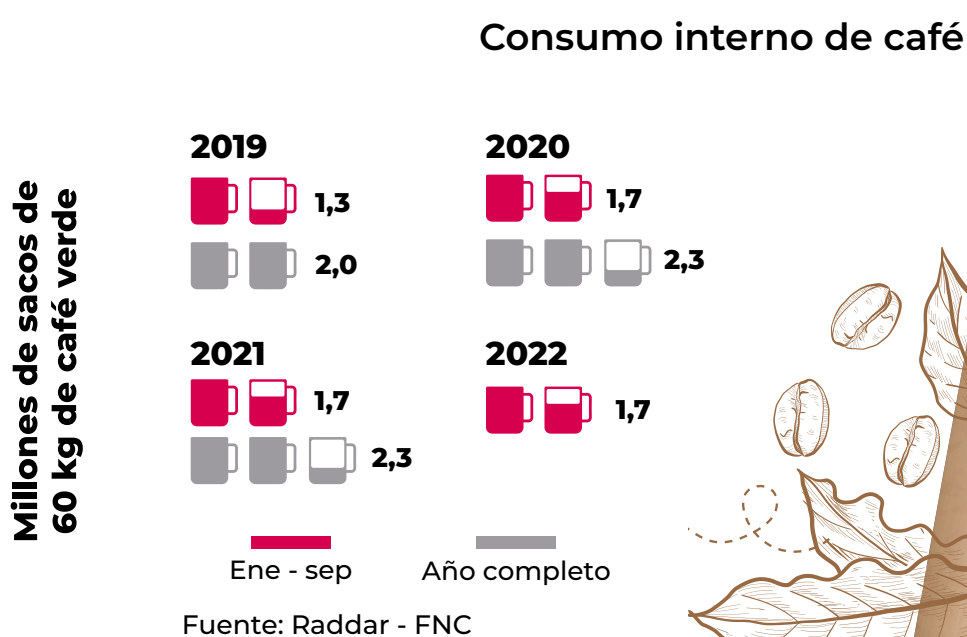 Consumo interno de café
Millones de sacos de
60 kg de café verde
2019
1,3
2,0
2020
1,7
2,3
2021
1,7
2,3
2022
1,7
Ene - sep
Año completo
Fuente: Raddar - FNC